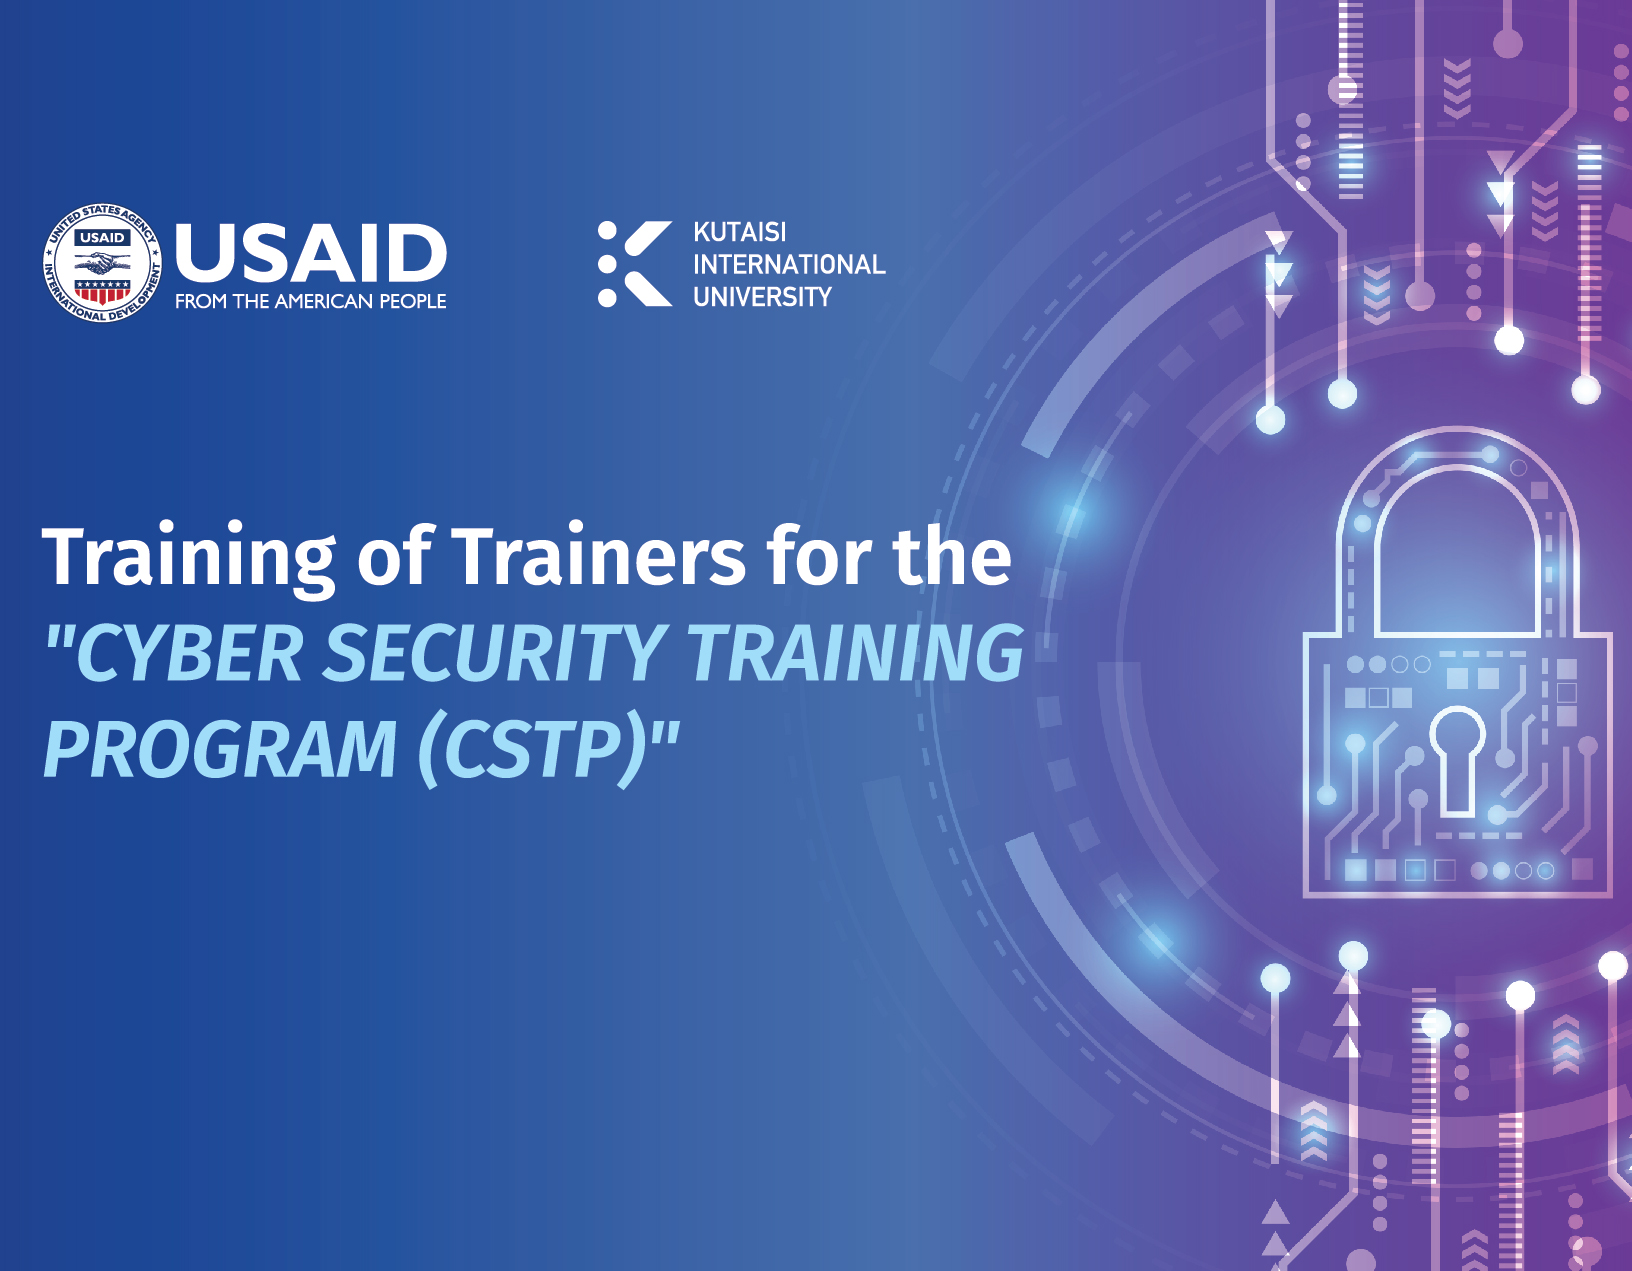 UNITED STATES AGENCY
USAID
INTERNATIONAL DEVELOPMENT
USAID
FROM THE AMERICAN PEOPLE
KUTAISI
INTERNATIONAL
UNIVERSITY
Training of Trainers for the
"CYBER SECURITY TRAINING
PROGRAM (CSTP)"